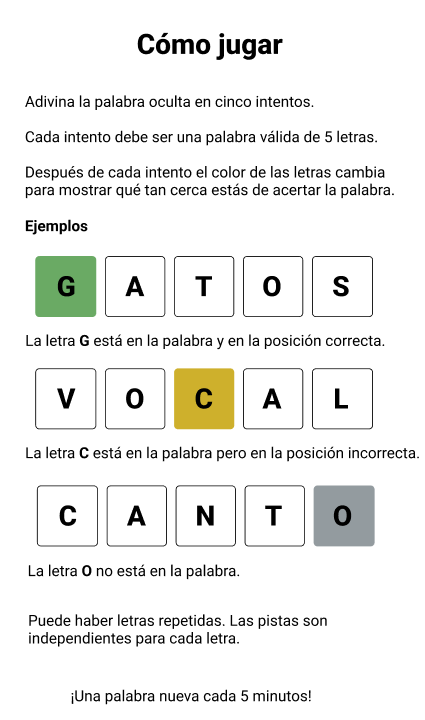 Cómo jugar
Adivina la palabra oculta en cinco intentos.
Cada intento debe ser una palabra válida de 5 letras.
Después de cada intento el color de las letras cambia
para mostrar qué tan cerca estás de acertar la palabra.
Ejemplos
G A T O S
La letra G está en la palabra y en la posición correcta.
V O C A L
La letra C está en la palabra pero en la posición incorrecta.
C A N T O
La letra O no está en la palabra.
Puede haber letras repetidas. Las pistas son
independientes para cada letra.
¡Una palabra nueva cada 5 minutos!